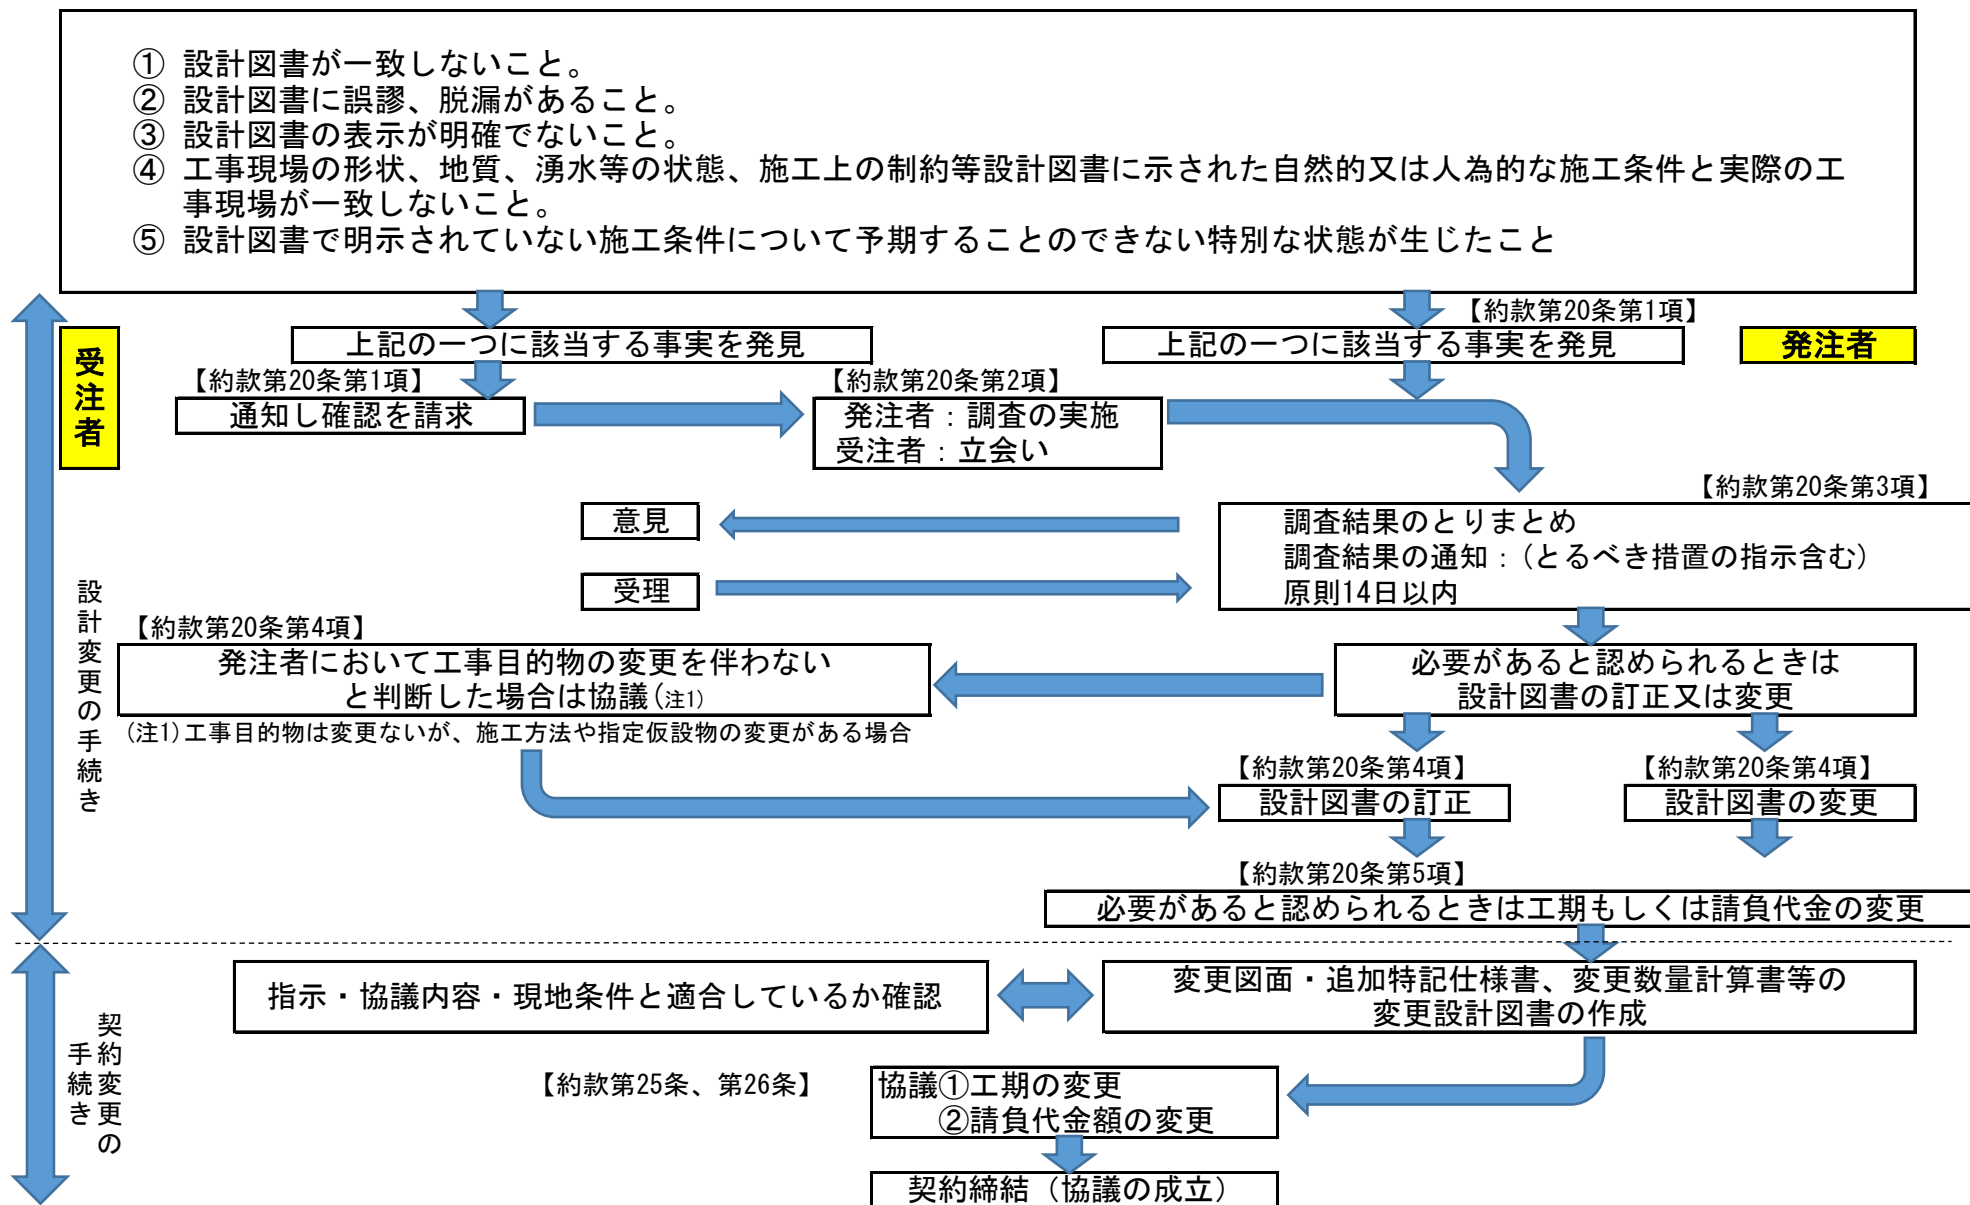 ① 設計図書が一致しないこと。
② 設計図書に誤謬、脱漏があること。
③ 設計図書の表示が明確でないこと。
④ 工事現場の形状、地質、湧水等の状態、施工上の制約等設計図書に示された自然的又は人為的な施工条件と実際の工
事現場が一致しないこと。
⑤ 設計図書で明示されていない施工条件について予期することのできない特別な状態が生じたこと
【約款第20条第1項】
受注者
上記の一つに該当する事実を発見
上記の一つに該当する事実を発見
発注者
【約款第20条第1項】
【約款第20条第2項】
通知し確認を請求
発注者：調査の実施
受注者：立会い
【約款第20条第3項】
意見
調査結果のとりまとめ
調査結果の通知：(とるべき措置の指示含む)
原則14日以内
受理
設計変更の手続き
【約款第20条第4項】
発注者において工事目的物の変更を伴わない
と判断した場合は協議(注1)
必要があると認められるときは
設計図書の訂正又は変更
(注1)工事目的物は変更ないが、施工方法や指定仮設物の変更がある場合
【約款第20条第4項】
【約款第20条第4項】
設計図書の訂正
設計図書の変更
【約款第20条第5項】
必要があると認められるときは工期もしくは請負代金の変更
指示・協議内容・現地条件と適合しているか確認
変更図面・追加特記仕様書、変更数量計算書等の
変更設計図書の作成
契約変更の
手続き
【約款第25条、第26条】
協議①工期の変更
②請負代金額の変更
契約締結（協議の成立）